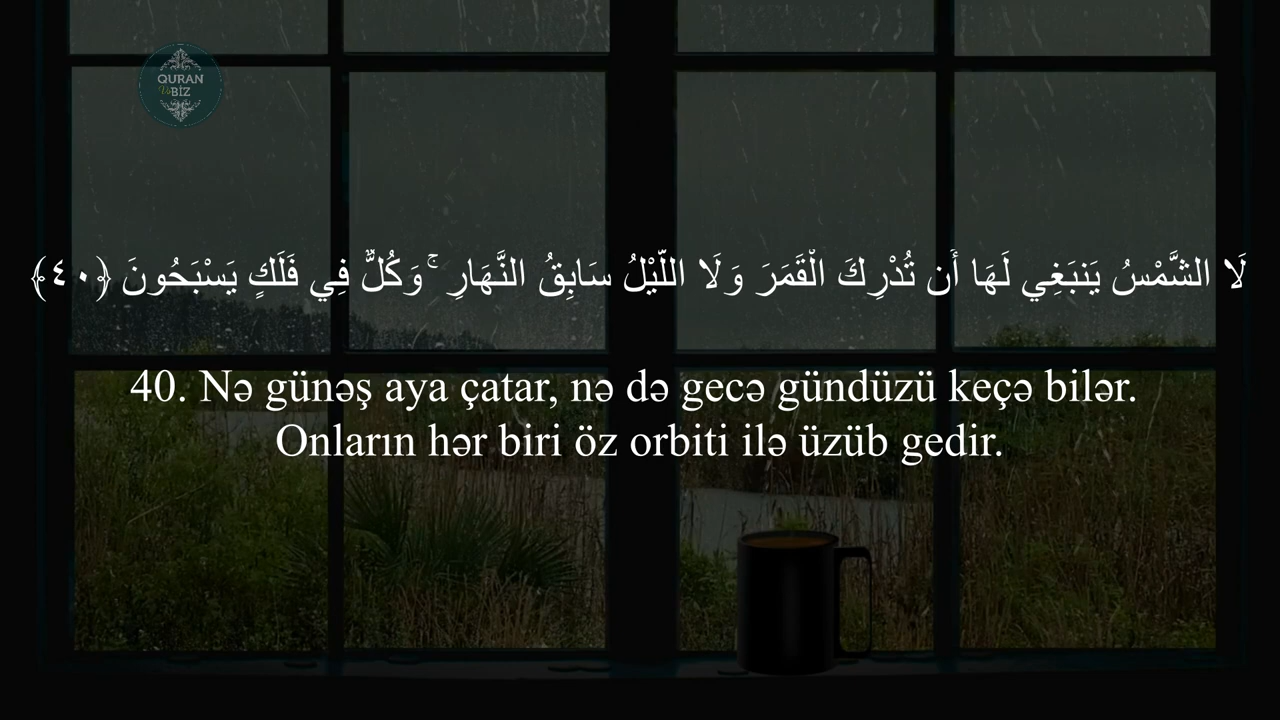 QURAN
Və BİZ
لَا الشَّمْسُ يَنبَغِي لَهَا أَن تُدْرِكَ الْقَمَرَ وَلَا اللَّيْلُ سَابِقُ النَّهَارِ ۚ وَكُلٌّ فِي فَلَكٍ يَسْبَحُونَ ﴿٤٠﴾
40. Nə günəş aya çatar, nə də gecə gündüzü keçə bilər.
Onların hər biri öz orbiti ilə üzüb gedir.